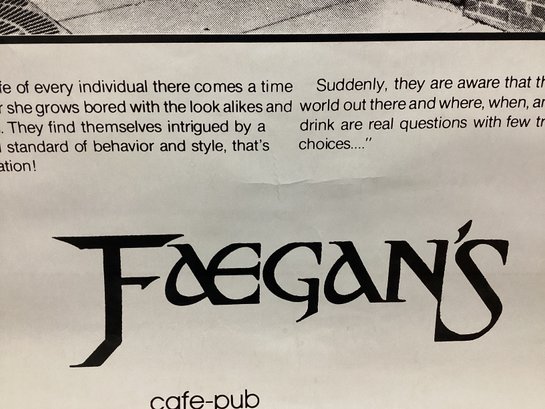 of every individual there comes a time
she grows bored with the look alikes and
They find themselves intrigued by a
standard of behavior and style, that's
Suddenly, they are aware that
world out there and where, when,
drink are real questions with few
choices...."
FAEGAN'S
cafe-pub